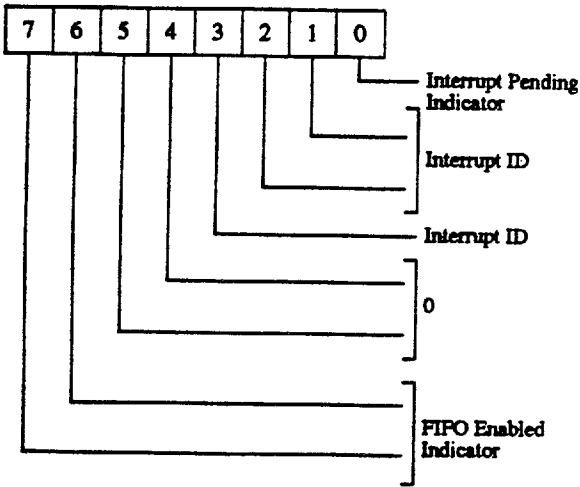 7 6 5 4 3 2 1 0
Interrupt Pending
Indicator
Interrupt ID
Interrupt ID
0
FIFO Enabled
Indicator